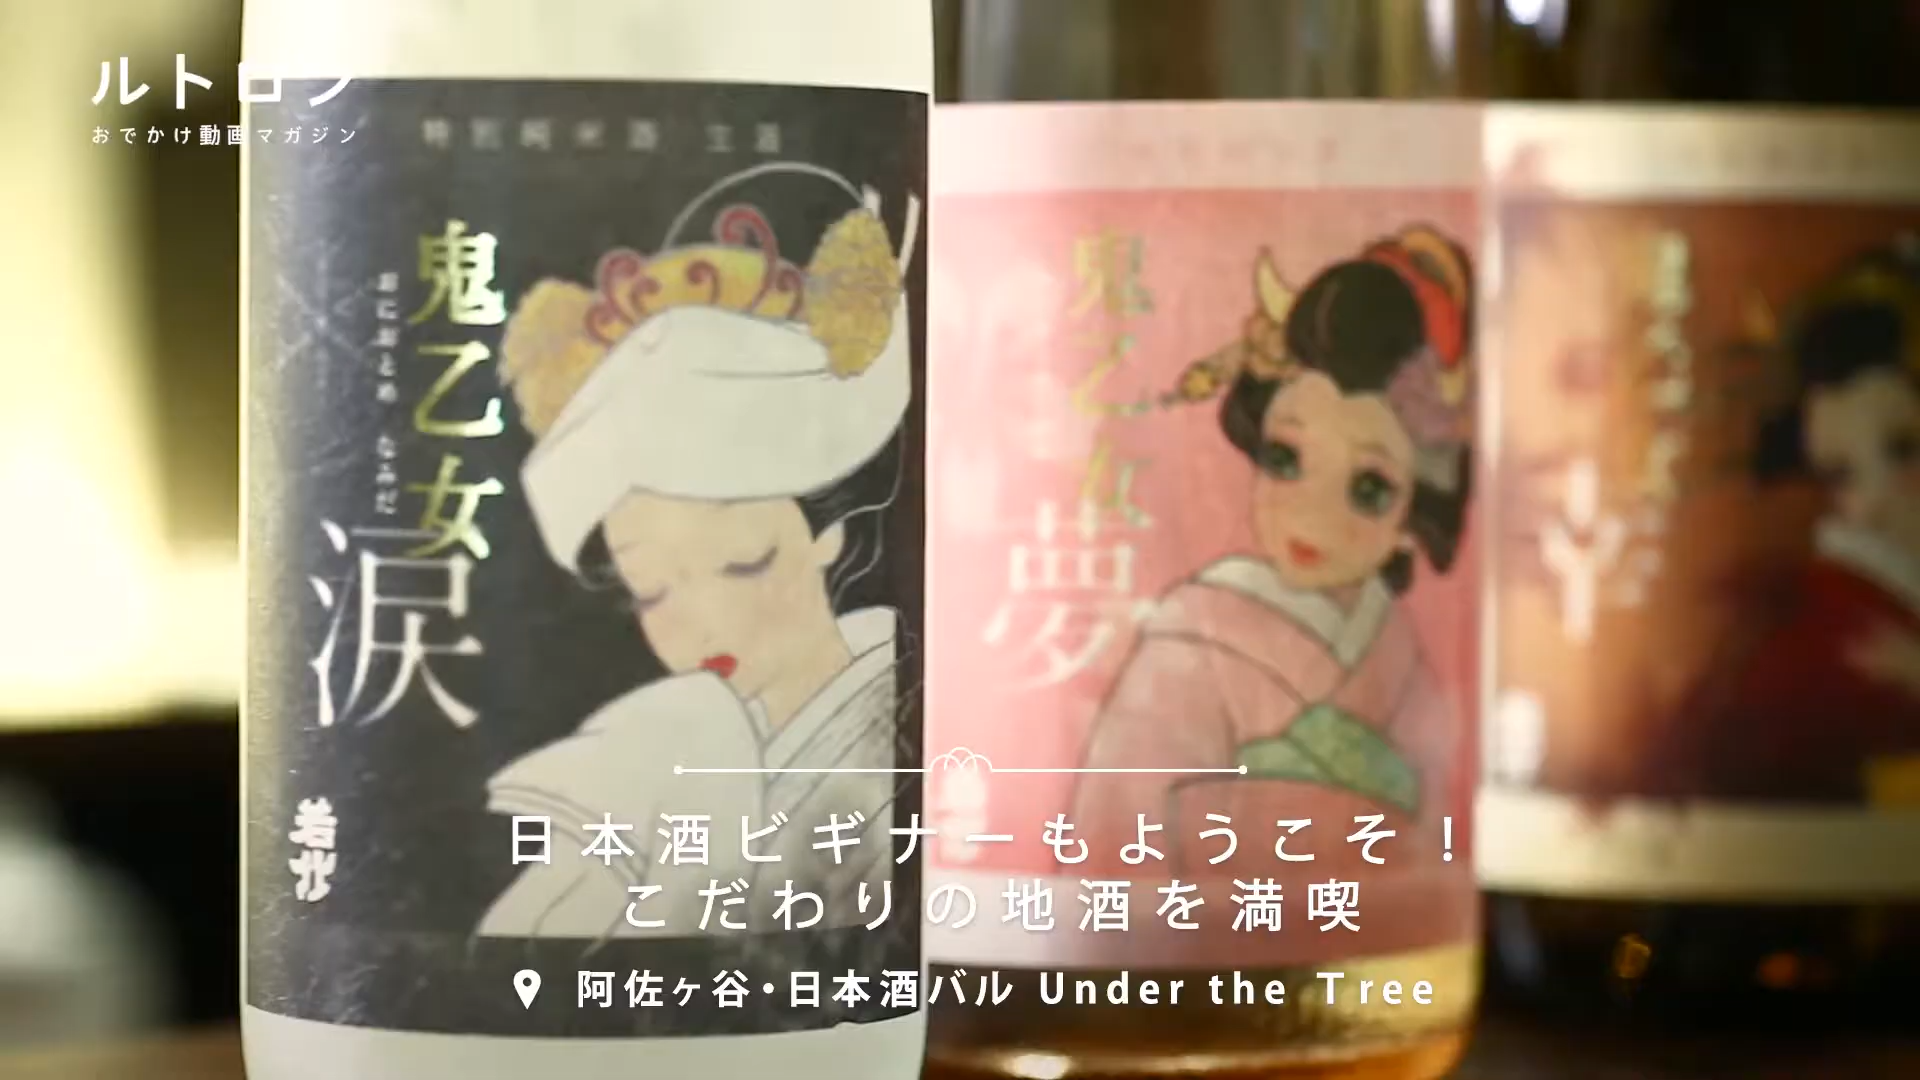 ルトロン
おでかけ動画マガジン
特別純米酒 生酒
鬼乙女
おにおとめ なみだ
涙
若北
鬼乙女
夢
日本酒ビギナーもようこそ！
こだわりの地酒を満喫
阿佐ヶ谷・日本酒バル Under the Tree